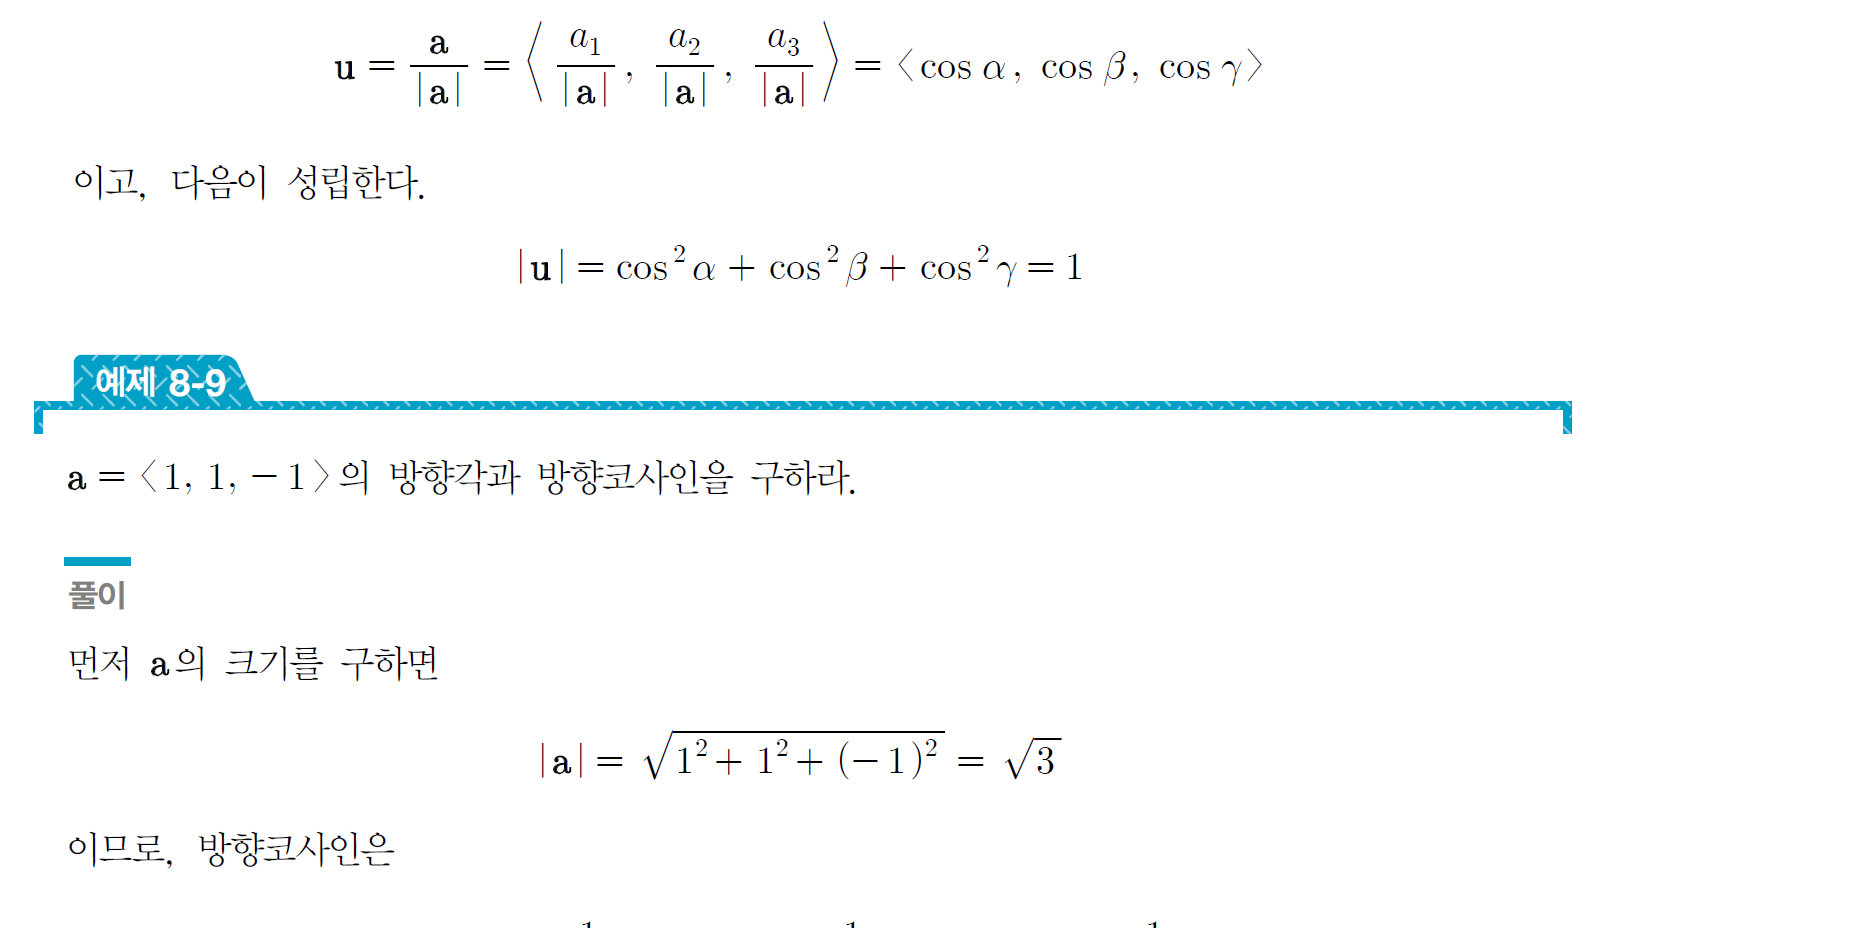 u = a/|a| = ⟨ a₁/|a| , a₂/|a| , a₃/|a| ⟩ = ⟨cos α, cos β, cos γ⟩
이고, 다음이 성립한다.
|u| = cos² α + cos² β + cos² γ = 1
예제 8-9
a = ⟨1, 1, −1⟩의 방향각과 방향코사인을 구하라.
풀이
먼저 a의 크기를 구하면
|a| = √(1² + 1² + (−1)²) = √3
이므로, 방향코사인은